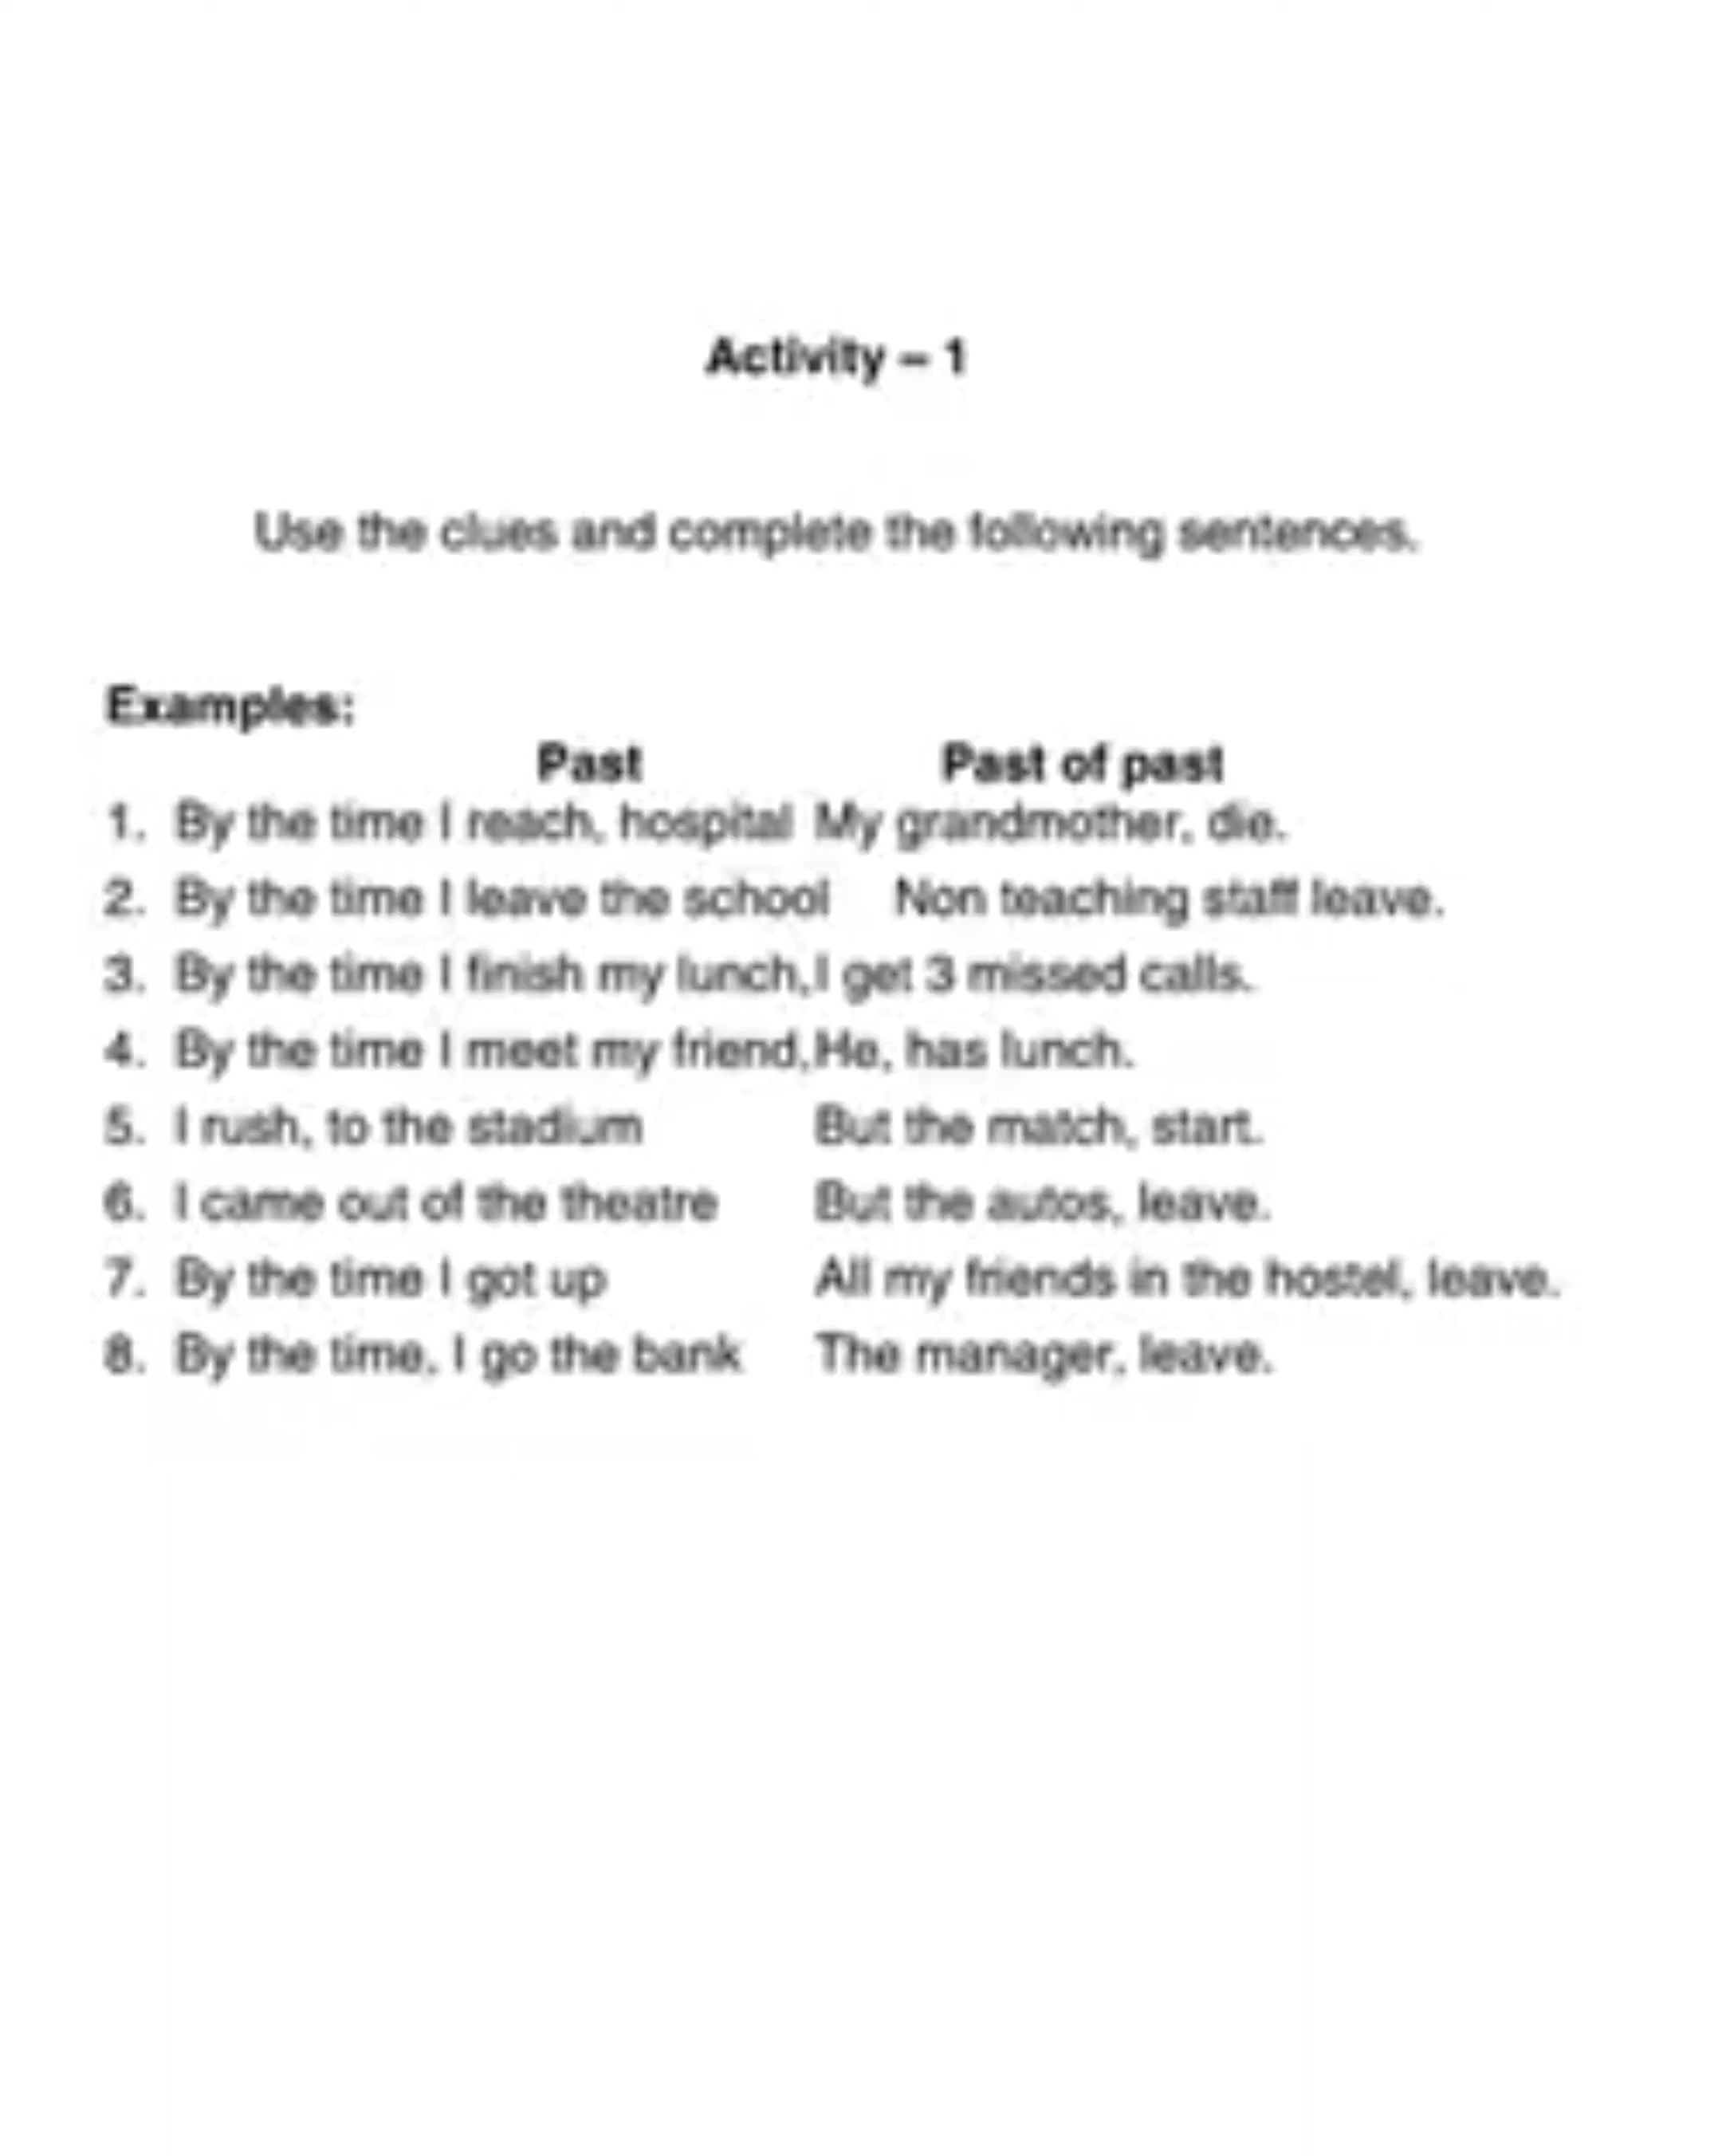 Activity – 1
Use the clues and complete the following sentences.
Examples:
Past Past of past
1. By the time I reach, hospital My grandmother, die.
2. By the time I leave the school Non teaching staff leave.
3. By the time I finish my lunch, I get 3 missed calls.
4. By the time I meet my friend, He, has lunch.
5. I rush, to the stadium But the match, start.
6. I came out of the theatre But the autos, leave.
7. By the time I got up All my friends in the hostel, leave.
8. By the time, I go the bank The manager, leave.